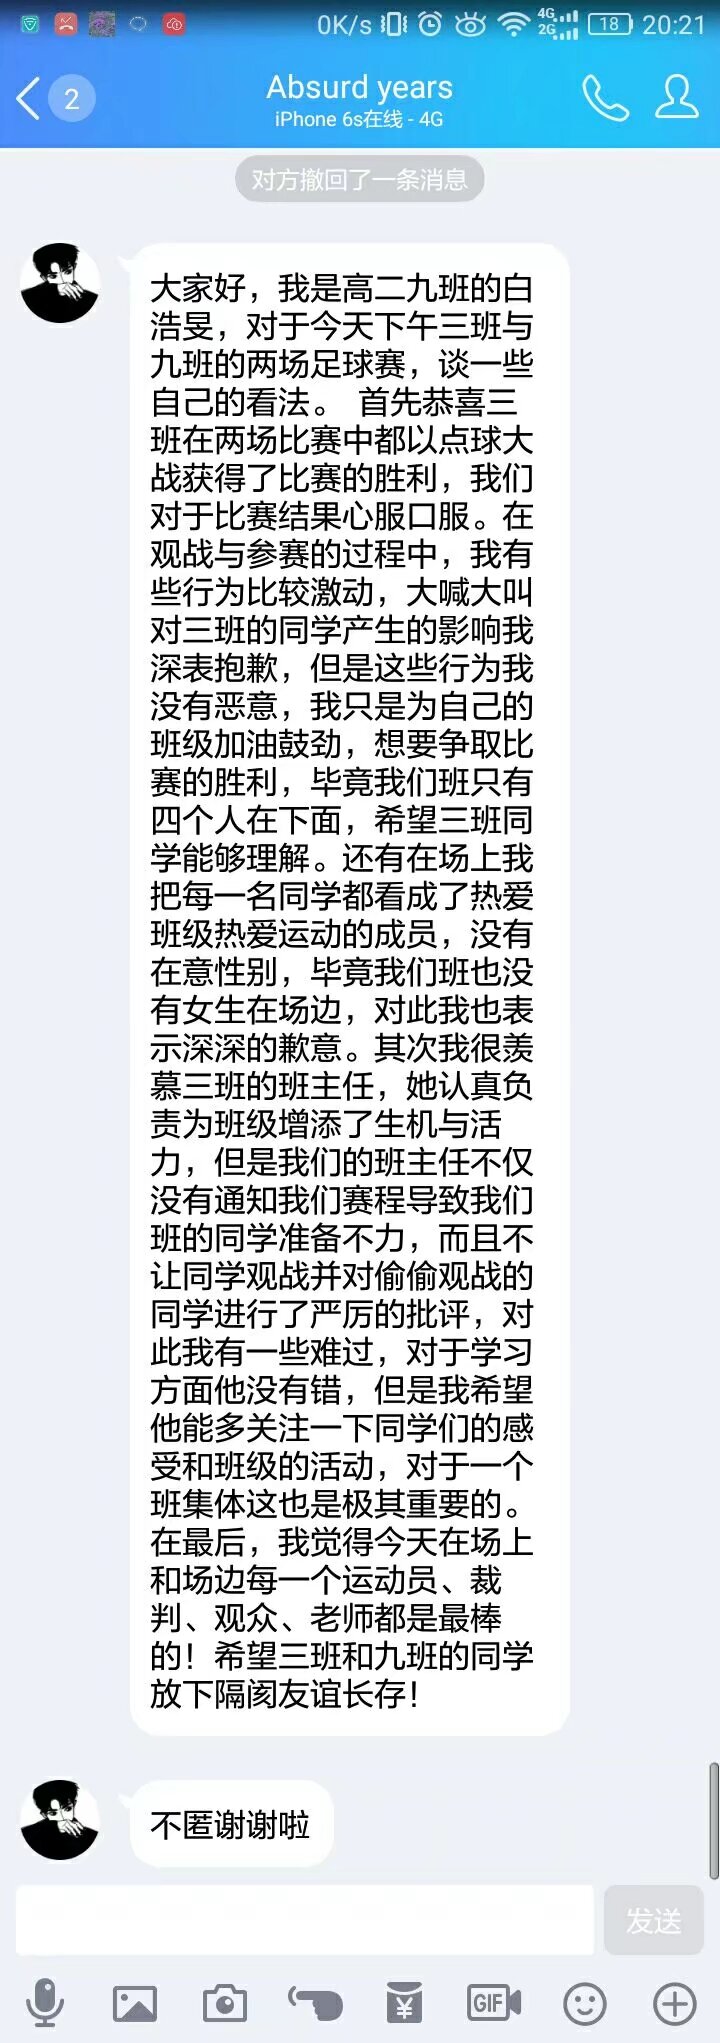 0K/s 4G 2G 18 20:21
2
Absurd years
iPhone 6s在线 - 4G
对方撤回了一条消息
大家好，我是高二九班的白
浩旻，对于今天下午三班与
九班的两场足球赛，谈一些
自己的看法。 首先恭喜三
班在两场比赛中都以点球大
战获得了比赛的胜利，我们
对于比赛结果心服口服。在
观战与参赛的过程中，我有
些行为比较激动，大喊大叫
对三班的同学产生的影响我
深表抱歉，但是这些行为我
没有恶意，我只是为自己的
班级加油鼓劲，想要争取比
赛的胜利，毕竟我们班只有
四个人在下面，希望三班同
学能够理解。还有在场上我
把每一名同学都看成了热爱
班级热爱运动的成员，没有
在意性别，毕竟我们班也没
有女生在场边，对此我也表
示深深的歉意。其次我很羡
慕三班的班主任，她认真负
责为班级增添了生机与活
力，但是我们的班主任不仅
没有通知我们赛程导致我们
班的同学准备不力，而且不
让同学观战并对偷偷观战的
同学进行了严厉的批评，对
此我有一些难过，对于学习
方面他没有错，但是我希望
他能多关注一下同学们的感
受和班级的活动，对于一个
班集体这也是极其重要的。
在最后，我觉得今天在场上
和场边每一个运动员、裁
判、观众、老师都是最棒
的！希望三班和九班的同学
放下隔阂友谊长存！
不匿谢谢啦
发送
GIF